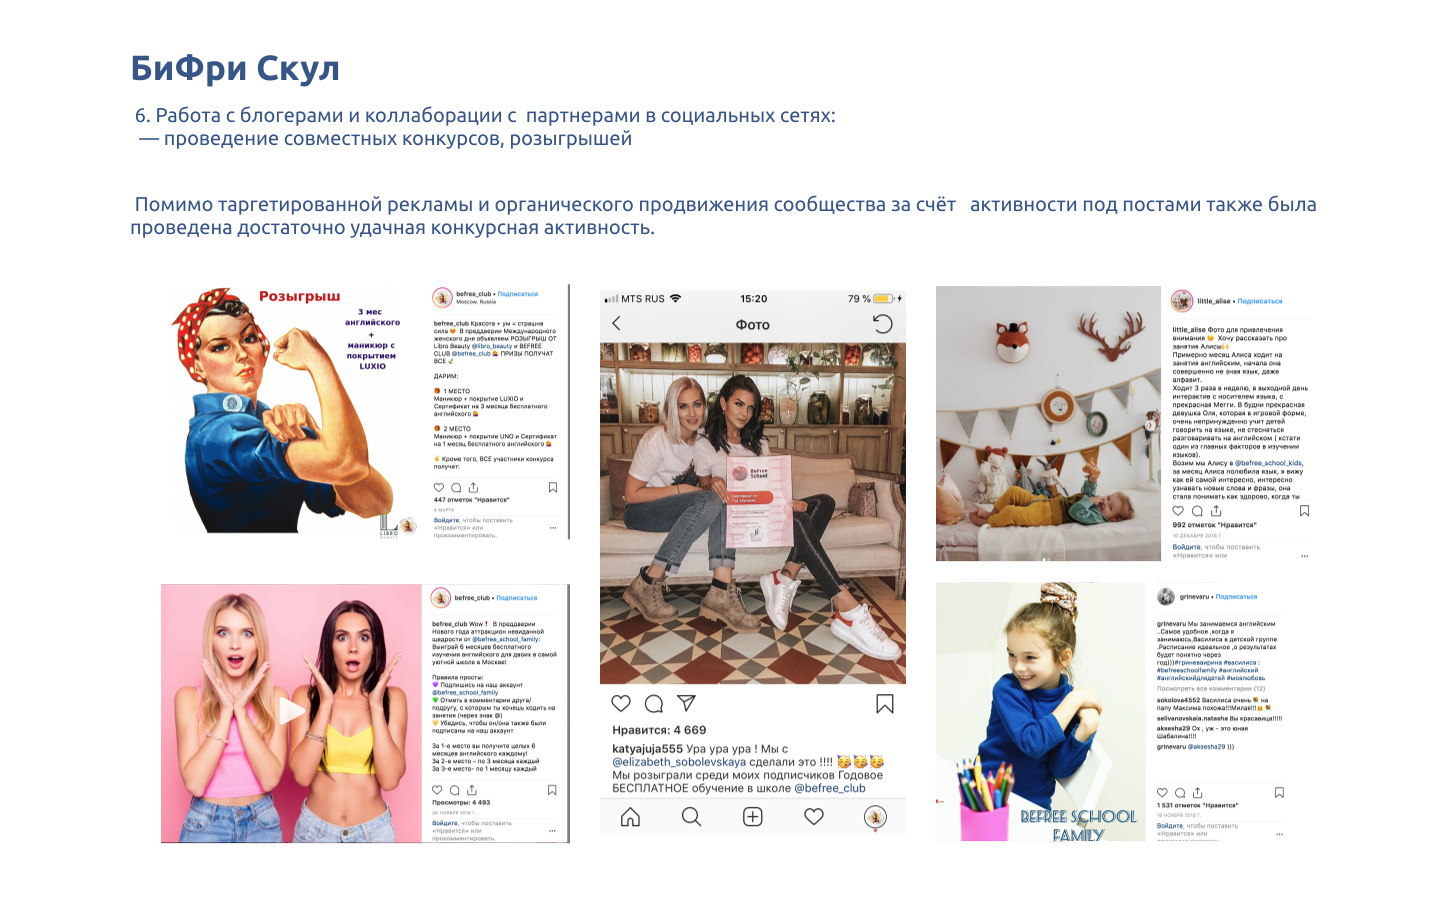 БиФри Скул
6. Работа с блогерами и коллаборации с партнерами в социальных сетях:
— проведение совместных конкурсов, розыгрышей
Помимо таргетированной рекламы и органического продвижения сообщества за счёт активности под постами также была
проведена достаточно удачная конкурсная активность.
Розыгрыш
3 мес
английского
+
маникюр с
покрытием
LUXIO
LIBRO
befree_club • Подписаться
Moscow, Russia
befree_club Красота + ум = страшна
сила 😍 В преддверии Международного
женского дня объявляем РОЗЫГРЫШ ОТ
Libro Beauty @libro_beauty и BEFREE
CLUB @befree_club ПРИЗЫ ПОЛУЧАТ
ВСЕ
ДАРИМ:
🎁 1 МЕСТО
Маникюр + покрытие LUXIO и
Сертификат на 3 месяца бесплатного
английского
🎁 2 МЕСТО
Маникюр + покрытие UNO и Сертификат
на 1 месяц бесплатного английского
Кроме того, ВСЕ участники конкурса
получат:
447 отметок "Нравится"
6 МАРТА
Войдите, чтобы поставить
«Нравится» или
прокомментировать.
MTS RUS
15:20
79 %
Фото
BeFree
School
Нравится: 4 669
katyajuja555 Ура ура ура ! Мы с
@elizabeth_sobolevskaya сделали это !!!! 🥳🥳🥳
Мы розыграли среди моих подписчиков Годовое
БЕСПЛАТНОЕ обучение в школе @befree_club
little_alise • Подписаться
little_alise Фото для привлечения
внимания 😉 Хочу рассказать про
занятия Алисы🙌
Примерно месяц Алиса ходит на
занятия английским, начала она
совершенно не зная язык, даже
алфавит.
Ходит 3 раза в неделю, в выходной день
интерактив с носителем языка, с
прекрасная Мегги. В будни прекрасная
девушка Оля, которая в игровой форме,
очень непринужденно учит детей
говорить на языке, не стесняться
разговаривать на английском ( кстати
один из главных факторов в изучении
языков).
Возим мы Алису в @befree_school_kids,
за месяц Алиса полюбила язык, я вижу
как ей самой интересно, интересно
узнавать новые слова и фразы, она
стала понимать как здорово, когда ты
992 отметок "Нравится"
10 ДЕКАБРЯ 2018 Г.
Войдите, чтобы поставить
«Нравится» или
befree_club • Подписаться
befree_club Wow❗ В преддверии
Нового года аттракцион невиданной
щедрости от @befree_school_family:
Выиграй 6 месяцев бесплатного
изучения английского для двоих в самой
уютной школе в Москве!
Правила просты:
💜 Подпишись на наш аккаунт
@befree_school_family
💚 Отметь в комментарии друга/
подругу, с которым ты хочешь ходить на
занятия (через знак @)
💛 Убедись, чтобы он/она также были
подписаны на наш аккаунт
За 1-е место вы получите целых 6
месяцев английского каждому!
За 2-е место - по 3 месяца каждый
За 3-е место- по 1 месяцу каждый
Просмотры: 4 493
30 НОЯБРЯ 2018 Г.
Войдите, чтобы поставить
«Нравится» или
прокомментировать.
BEFREE SCHOOL
FAMILY
grinevaru • Подписаться
grinevaru Мы занимаемся английским
..Самое удобное ,когда я
занимаюсь,Василиса в детской группе
.Расписание идеальное ,о результатах
будет понятно через
год)))#гриневаирина #василиса :
#befreeschoolfamily #английский
#английскийдлядетей #моялюбовь
Посмотреть все комментарии (12)
sokolova4552 Василиса очень на
папу Максима похожа!!!Милая!!!
selivanovskaia.natasha Вы красавица!!!!!
aksesha29 Ох , уж - это юная
Шабалина!!!!
grinevaru @aksesha29 )))
1 531 отметок "Нравится"
19 НОЯБРЯ 2018 Г.
Войдите, чтобы поставить
«Нравится» или